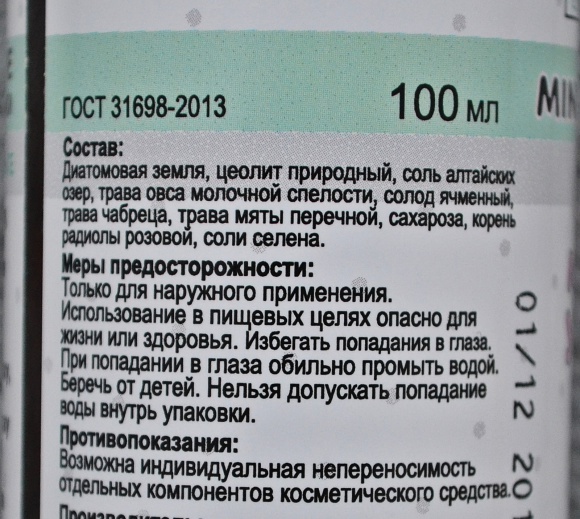 ГОСТ 31698-2013
100 мл
MIN
Состав:
Диатомовая земля, цеолит природный, соль алтайских
озер, трава овса молочной спелости, солод ячменный,
трава чабреца, трава мяты перечной, сахароза, корень
радиолы розовой, соли селена.
Меры предосторожности:
Только для наружного применения.
Использование в пищевых целях опасно для
жизни или здоровья. Избегать попадания в глаза.
При попадании в глаза обильно промыть водой.
Беречь от детей. Нельзя допускать попадание
воды внутрь упаковки.
Противопоказания:
Возможна индивидуальная непереносимость
отдельных компонентов косметического средства.
01/12 201